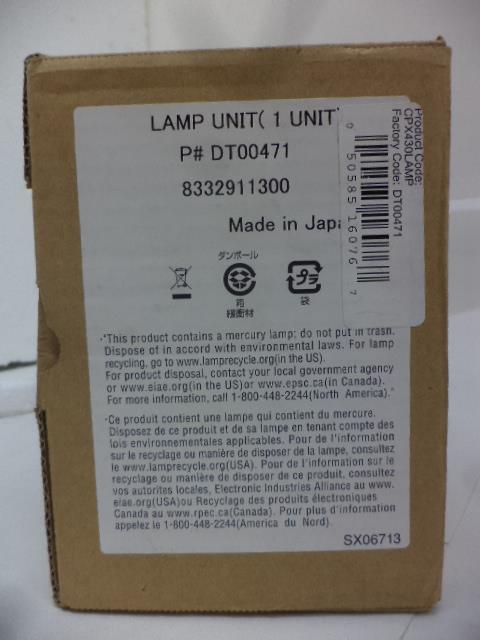 LAMP UNIT( 1 UNIT
P# DT00471
8332911300
Made in Japa
Product Code:
CPX430LAMP
Factory Code: DT00471
0 50585 16076 7
ダンボール
箱
緩衝材
プラ
袋
·"This product contains a mercury lamp; do not put in trash.
Dispose of in accord with environmental laws. For lamp
recycling, go to www.lamprecycle.org(in the US).
For product disposal, contact your local government agency
or www.eiae.org(in the US)or www.epsc.ca(in Canada).
For more information, call 1-800-448-2244(North America)."
·"Ce produit contient une lampe qui contient du mercure.
Disposez de ce produit et de sa lampe en tenant compte des
lois environnementales applicables. Pour de l'information
sur le recyclage ou manière de disposer de la lampe, consultez
le www.lamprecycle.org(USA). Pour de l'information sur le
recyclage ou manière de disposer de ce produit, consultez
vos autorites locales, Electronic Industries Alliance au www.
eiae.org(USA)ou Recyclage des produits électroniques
Canada au www.rpec.ca(Canada). Pour plus d'information
appelez le 1-800-448-2244(America du Nord).
SX06713